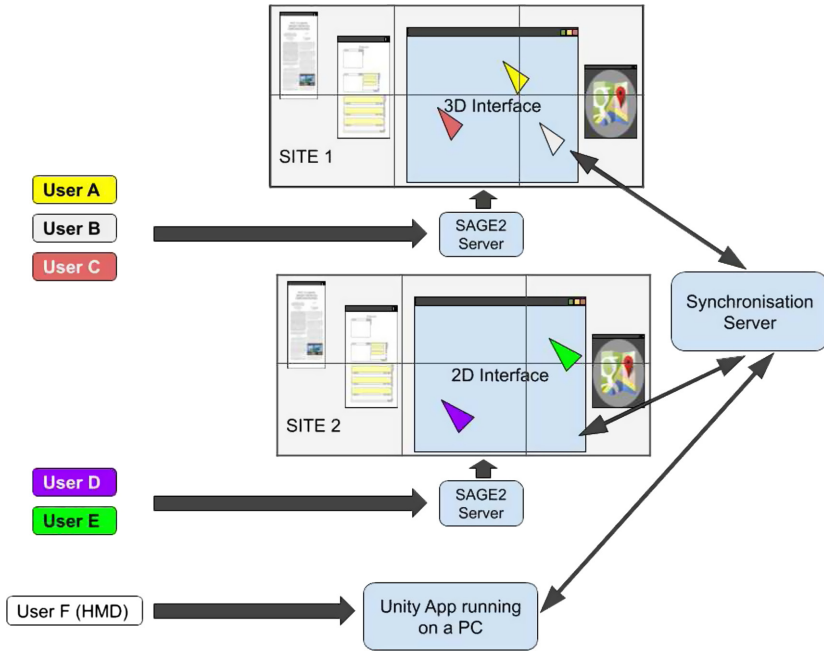 3D Interface
SITE 1
User A
User B
User C
SAGE2
Server
Synchronisation
Server
2D Interface
SITE 2
User D
User E
SAGE2
Server
User F (HMD)
Unity App running
on a PC